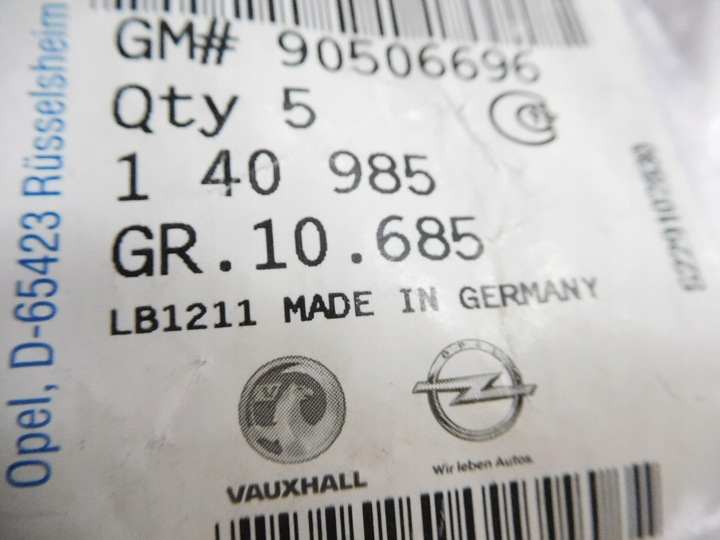 GM# 90506696
Qty 5
1 40 985
GR.10.685
LB1211 MADE IN GERMANY
VAUXHALL
OPEL
Wir leben Autos.
Opel, D-65423 Rüsselsheim